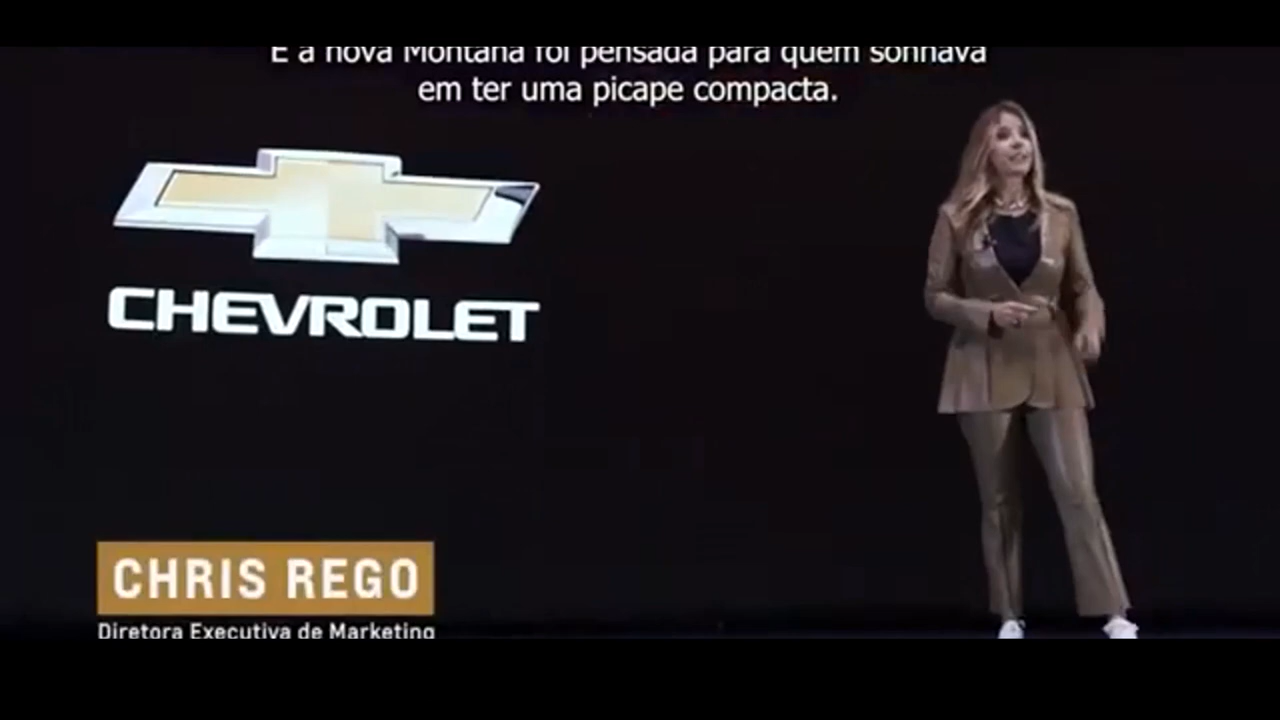 E a nova Montana foi pensada para quem sonhava
em ter uma picape compacta.
CHEVROLET
CHRIS REGO
Diretora Executiva de Marketing